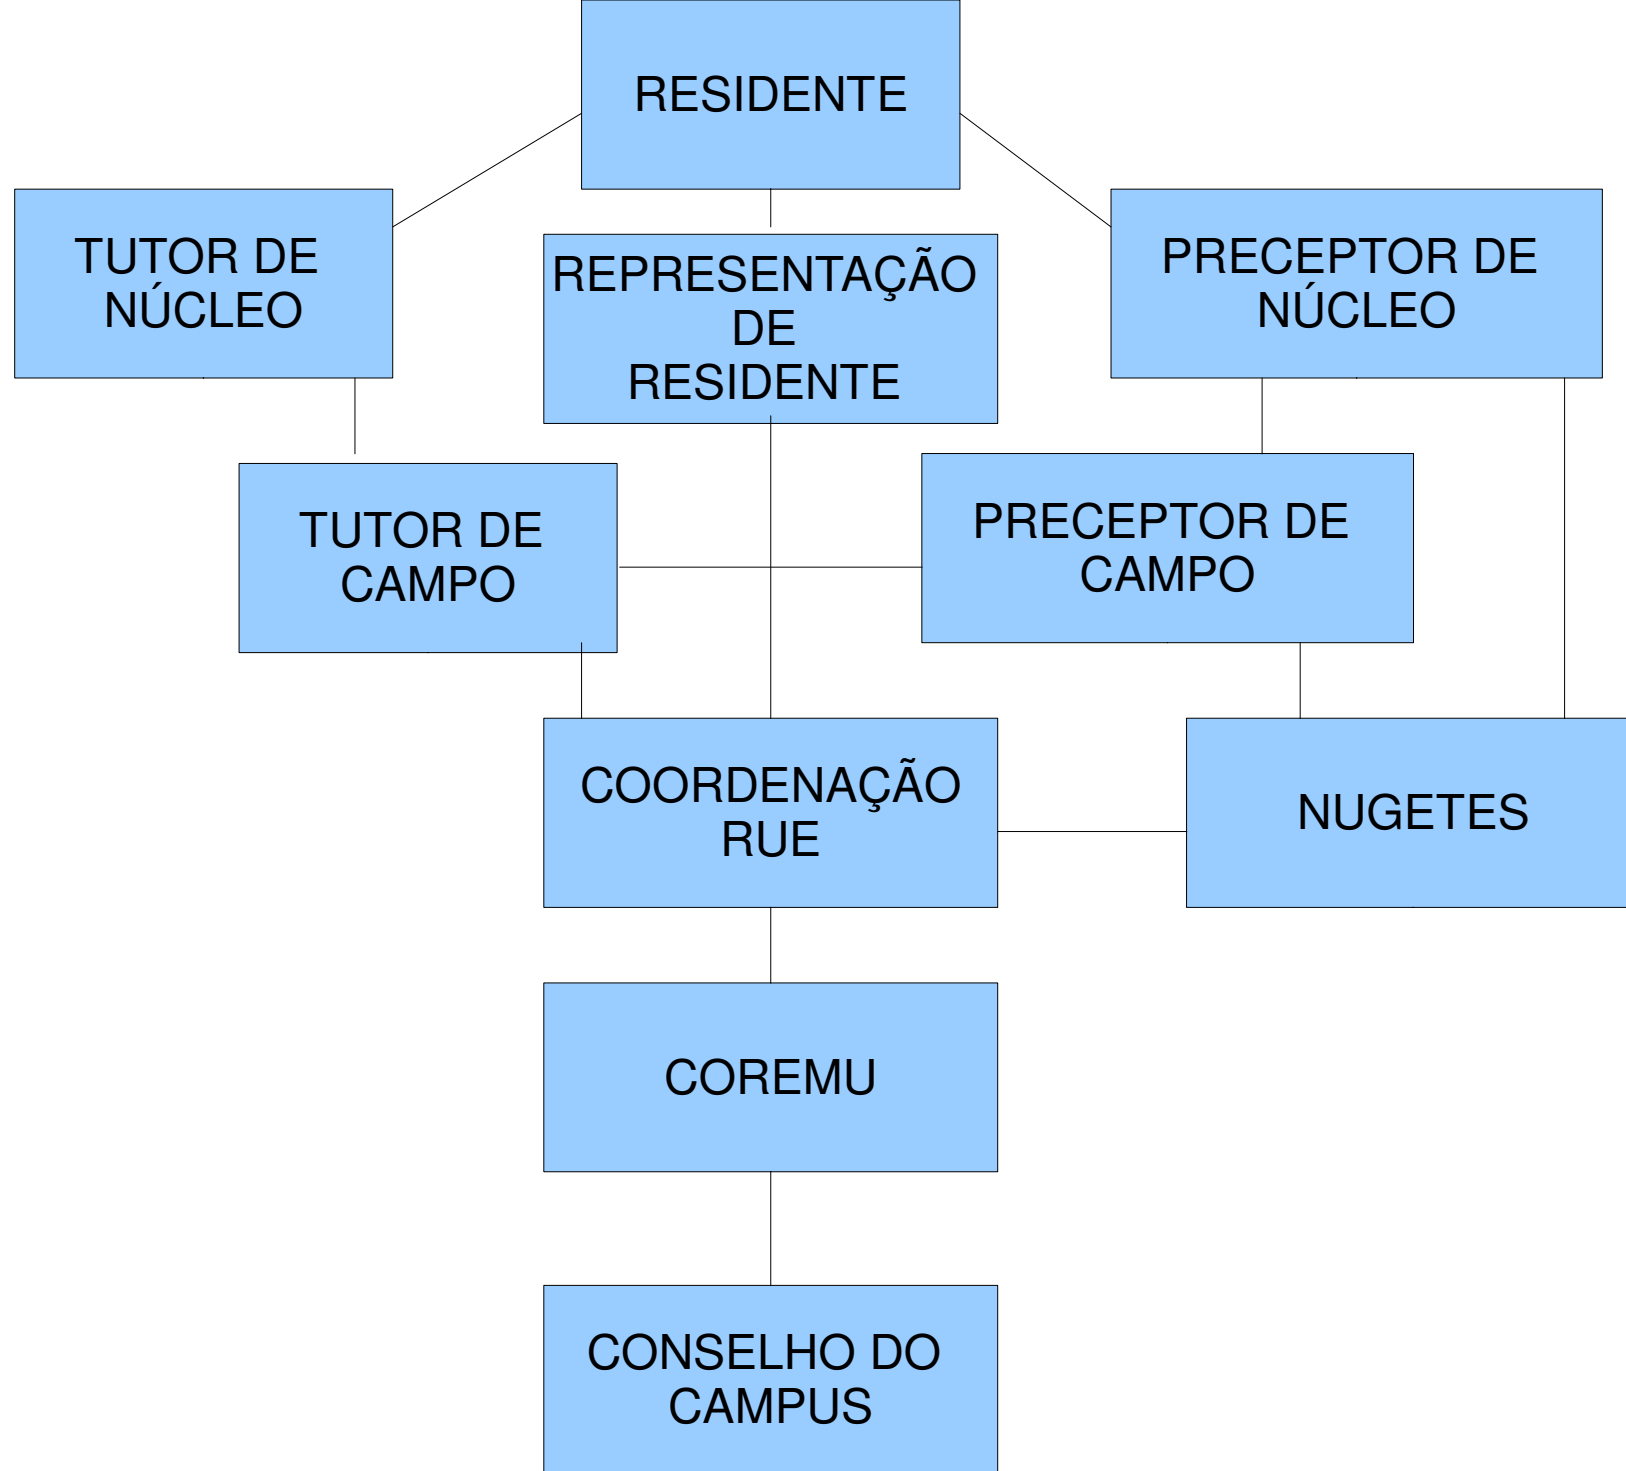 RESIDENTE
TUTOR DE
NÚCLEO
REPRESENTAÇÃO
DE
RESIDENTE
PRECEPTOR DE
NÚCLEO
TUTOR DE
CAMPO
PRECEPTOR DE
CAMPO
COORDENAÇÃO
RUE
NUGETES
COREMU
CONSELHO DO
CAMPUS